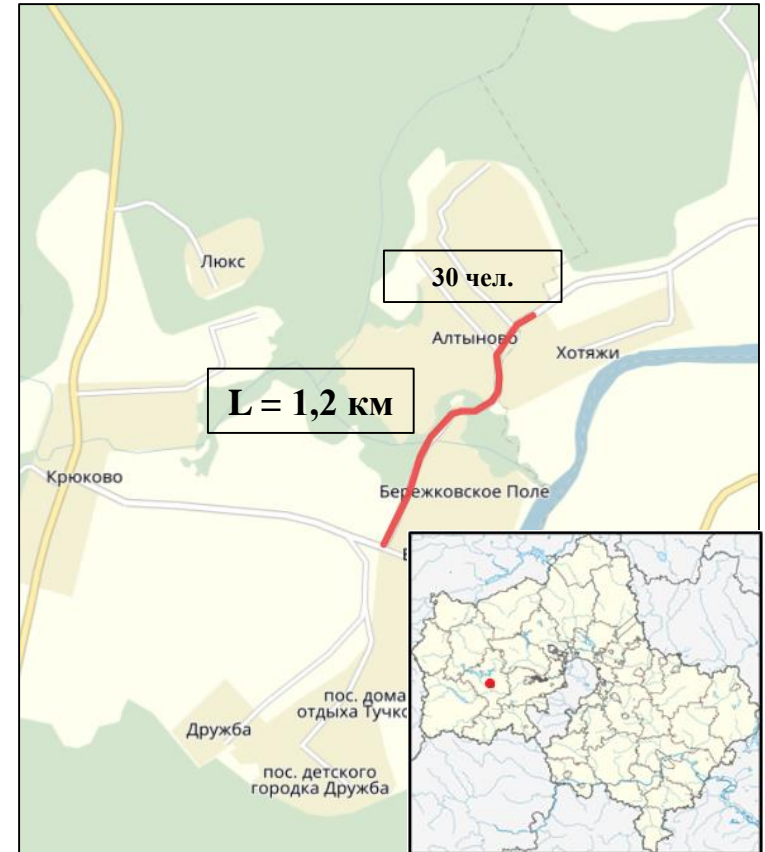 Люкс
30 чел.
Алтыново
Хотяжи
L = 1,2 км
Крюково
Бережковское Поле
пос. дома
отдыха Тучко
Дружба
пос. детского
городка Дружба